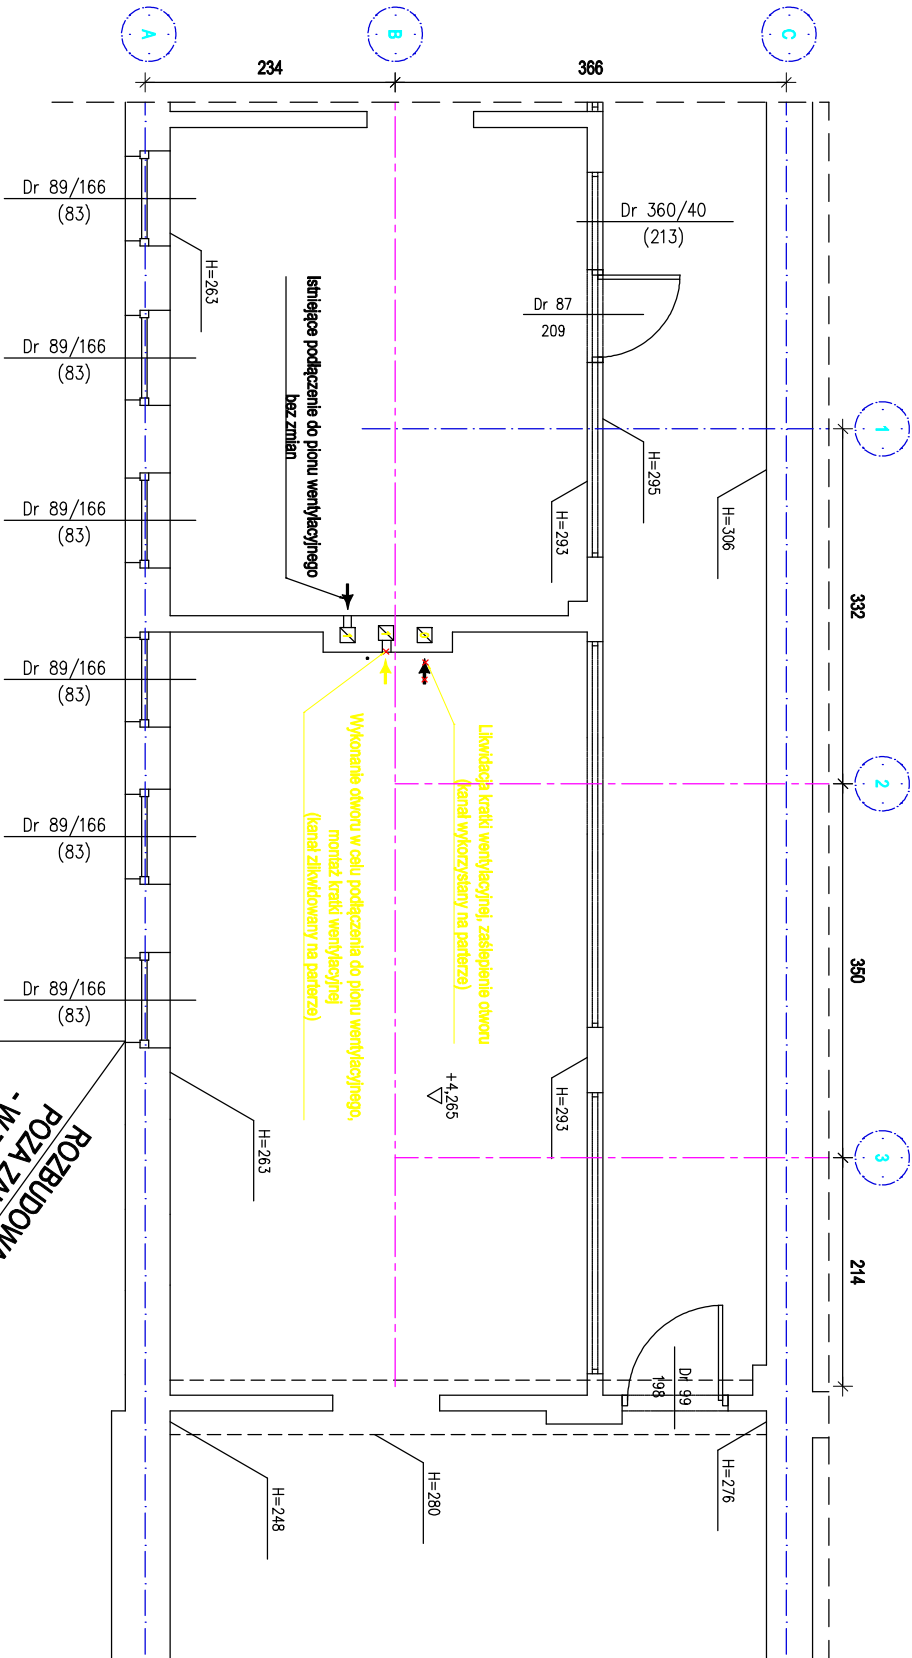 A
B
C
234
366
Dr 89/166
(83)
Dr 89/166
(83)
Dr 89/166
(83)
Dr 89/166
(83)
Dr 89/166
(83)
Dr 89/166
(83)
Dr 360/40
(213)
Dr 87
209
H=263
H=295
H=293
H=306
1
332
2
350
3
214
Istniejące podłączenie do pionu wentylacyjnego
bez zmian
Likwidacja kratki wentylacyjnej, zaślepienie otworu
(kanał wykorzystany na parterze)
Wykonanie otworu w celu podłączenia do pionu wentylacyjnego,
montaż kratki wentylacyjnej
(kanał zlikwidowany na parterze)
+4,265
H=293
H=263
Dr 99
198
H=276
H=280
H=248
ROZBUDOWA
POZA